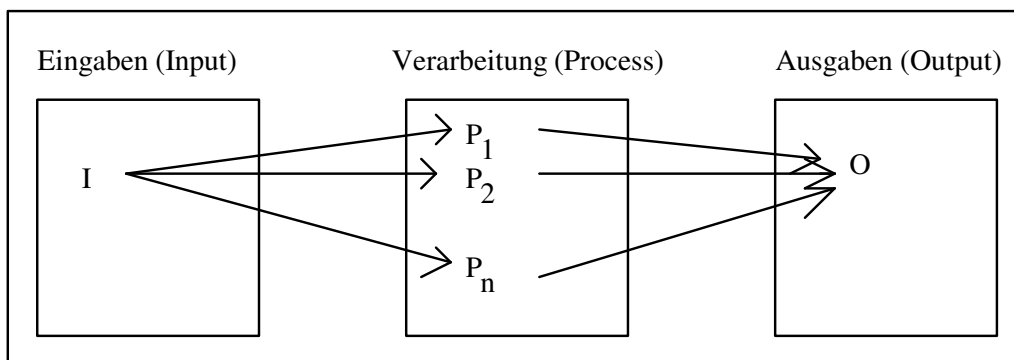 Eingaben (Input) Verarbeitung (Process) Ausgaben (Output)
P1
I P2 O
Pn